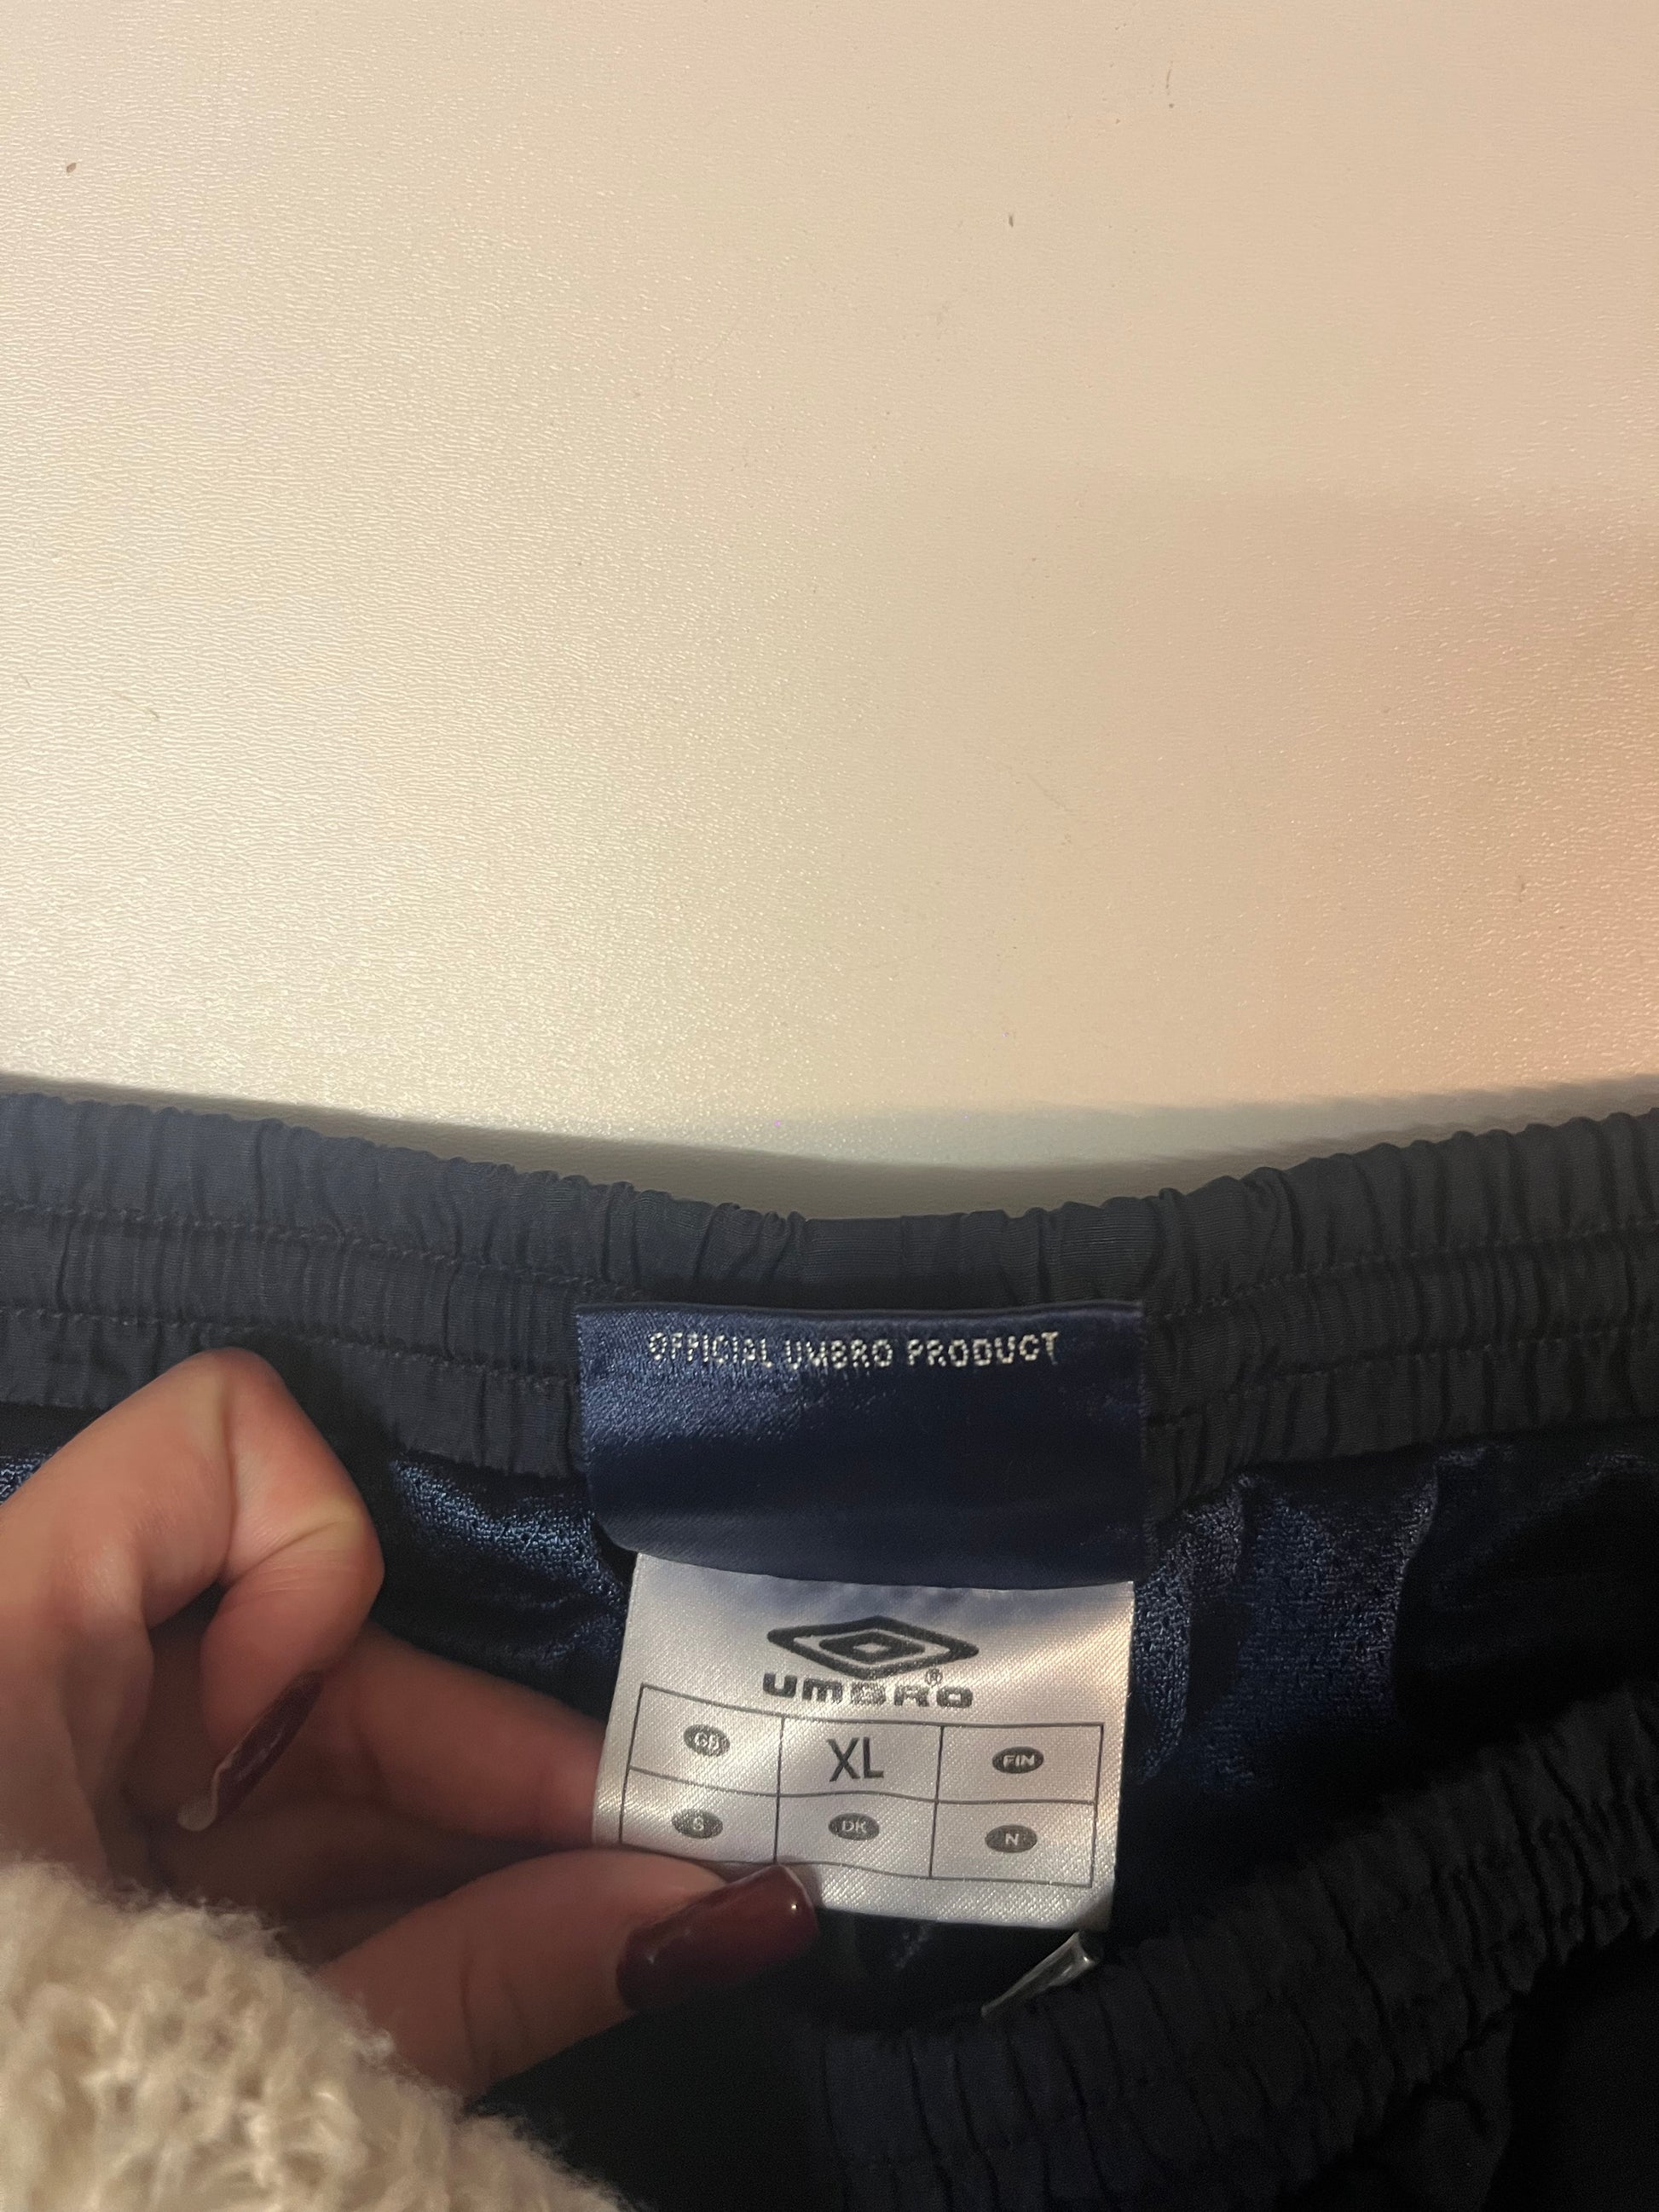 OFFICIAL UMBRO PRODUCT
umbro®
GB XL FIN
S DK N